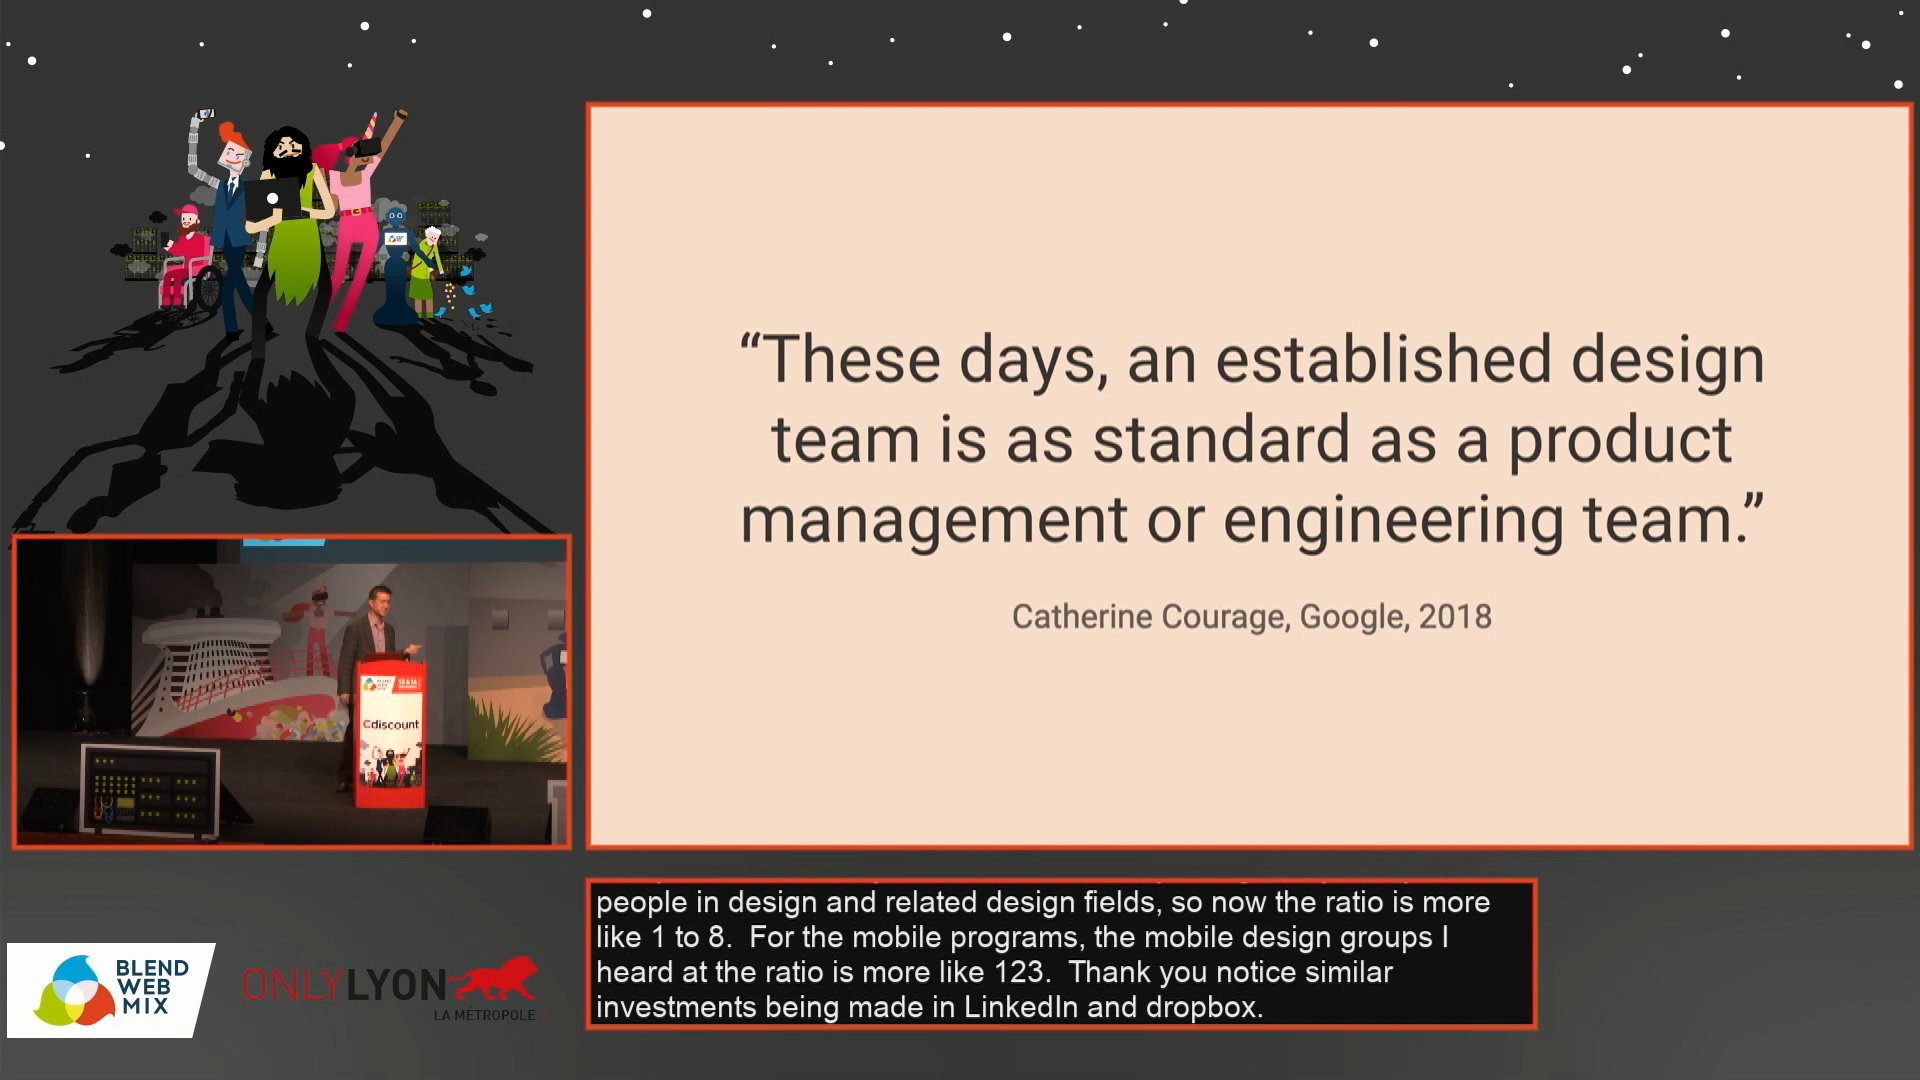 “These days, an established design
team is as standard as a product
management or engineering team.”
Catherine Courage, Google, 2018
Cdiscount
people in design and related design fields, so now the ratio is more
like 1 to 8.  For the mobile programs, the mobile design groups I
heard at the ratio is more like 123.  Thank you notice similar
investments being made in LinkedIn and dropbox.
BLEND
WEB
MIX
ONLYLYON
LA MÉTROPOLE